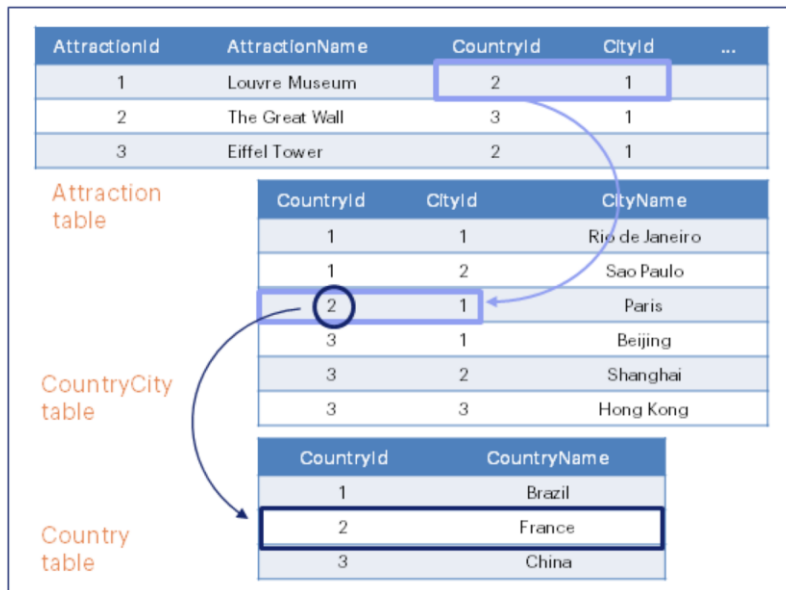 AttractionId AttractionName CountryId CityId ...
1 Louvre Museum 2 1
2 The Great Wall 3 1
3 Eiffel Tower 2 1
Attraction
table
CountryId CityId CityName
1 1 Rio de Janeiro
1 2 Sao Paulo
2 1 Paris
3 1 Beijing
3 2 Shanghai
3 3 Hong Kong
CountryCity
table
CountryId CountryName
1 Brazil
2 France
3 China
Country
table